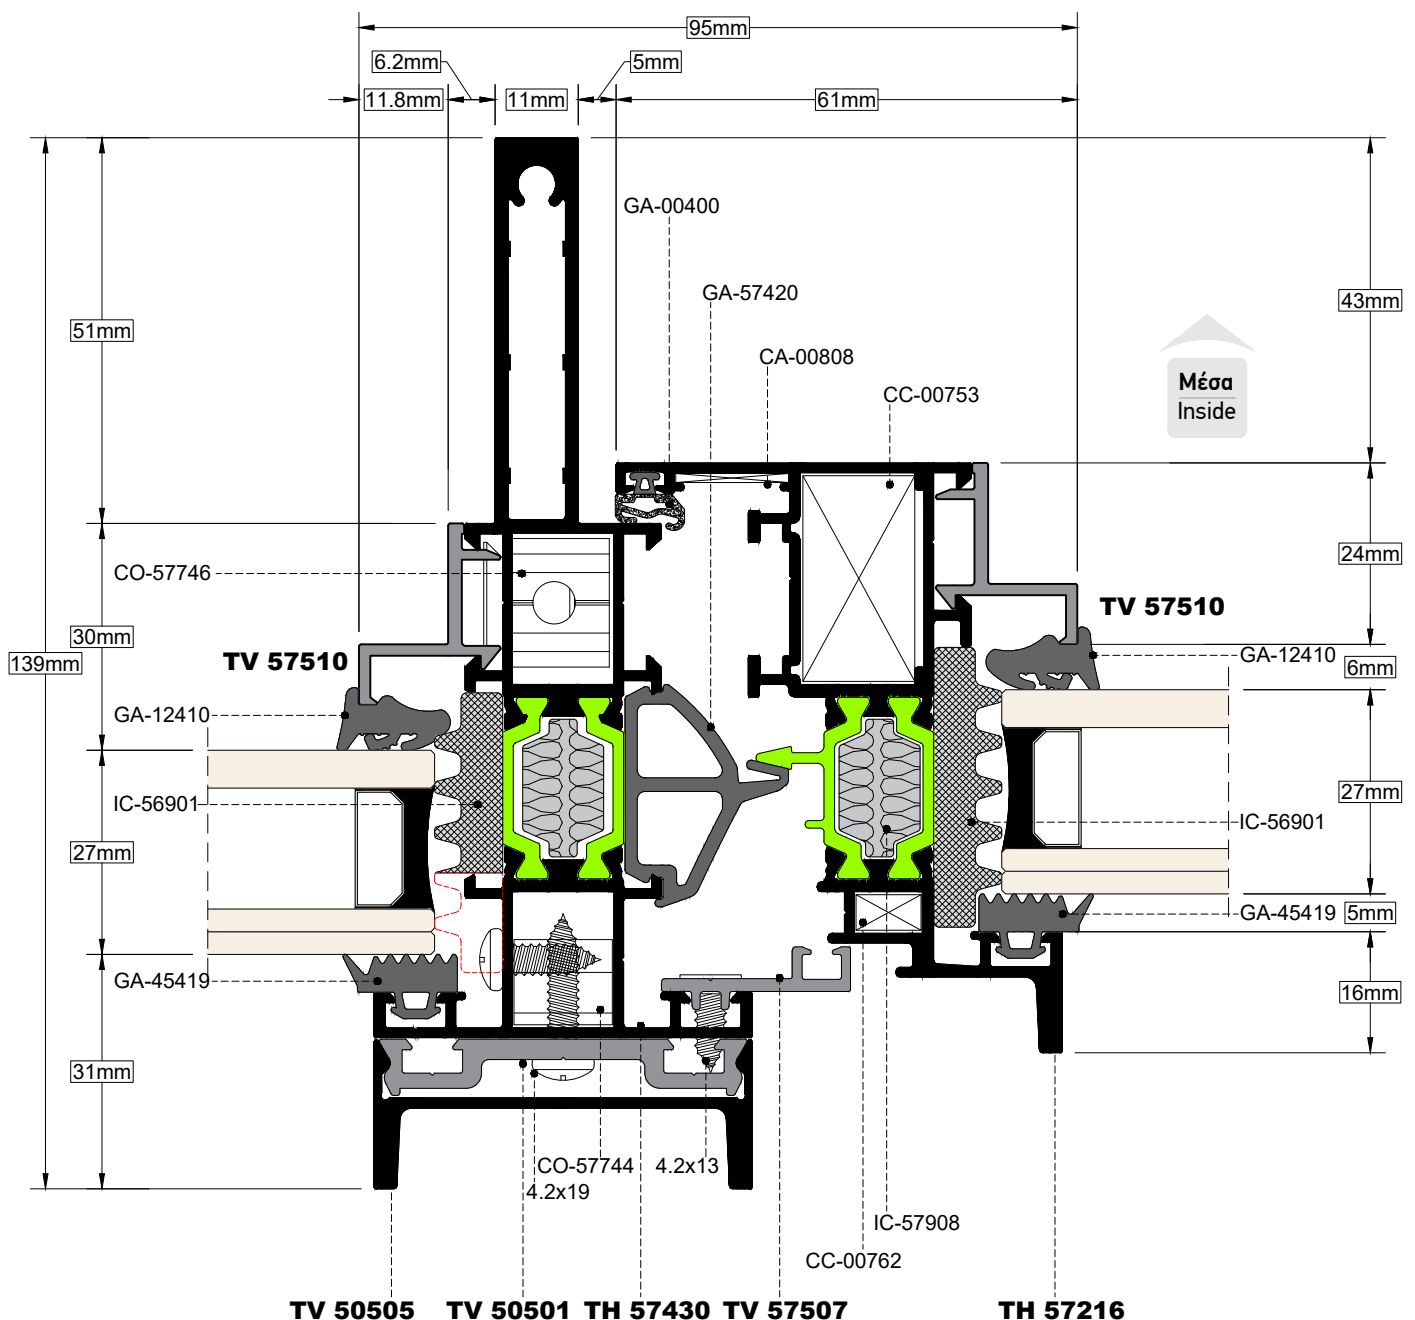 95mm
6.2mm
5mm
11.8mm
11mm
61mm
GA-00400
GA-57420
43mm
51mm
CA-00808
Μέσα
Inside
CC-00753
24mm
CO-57746
TV 57510
30mm
TV 57510
GA-12410
139mm
6mm
GA-12410
IC-56901
27mm
IC-56901
27mm
GA-45419
5mm
GA-45419
16mm
31mm
CO-57744
4.2x13
4.2x19
IC-57908
CC-00762
TV 50505
TV 50501
TH 57430
TV 57507
TH 57216